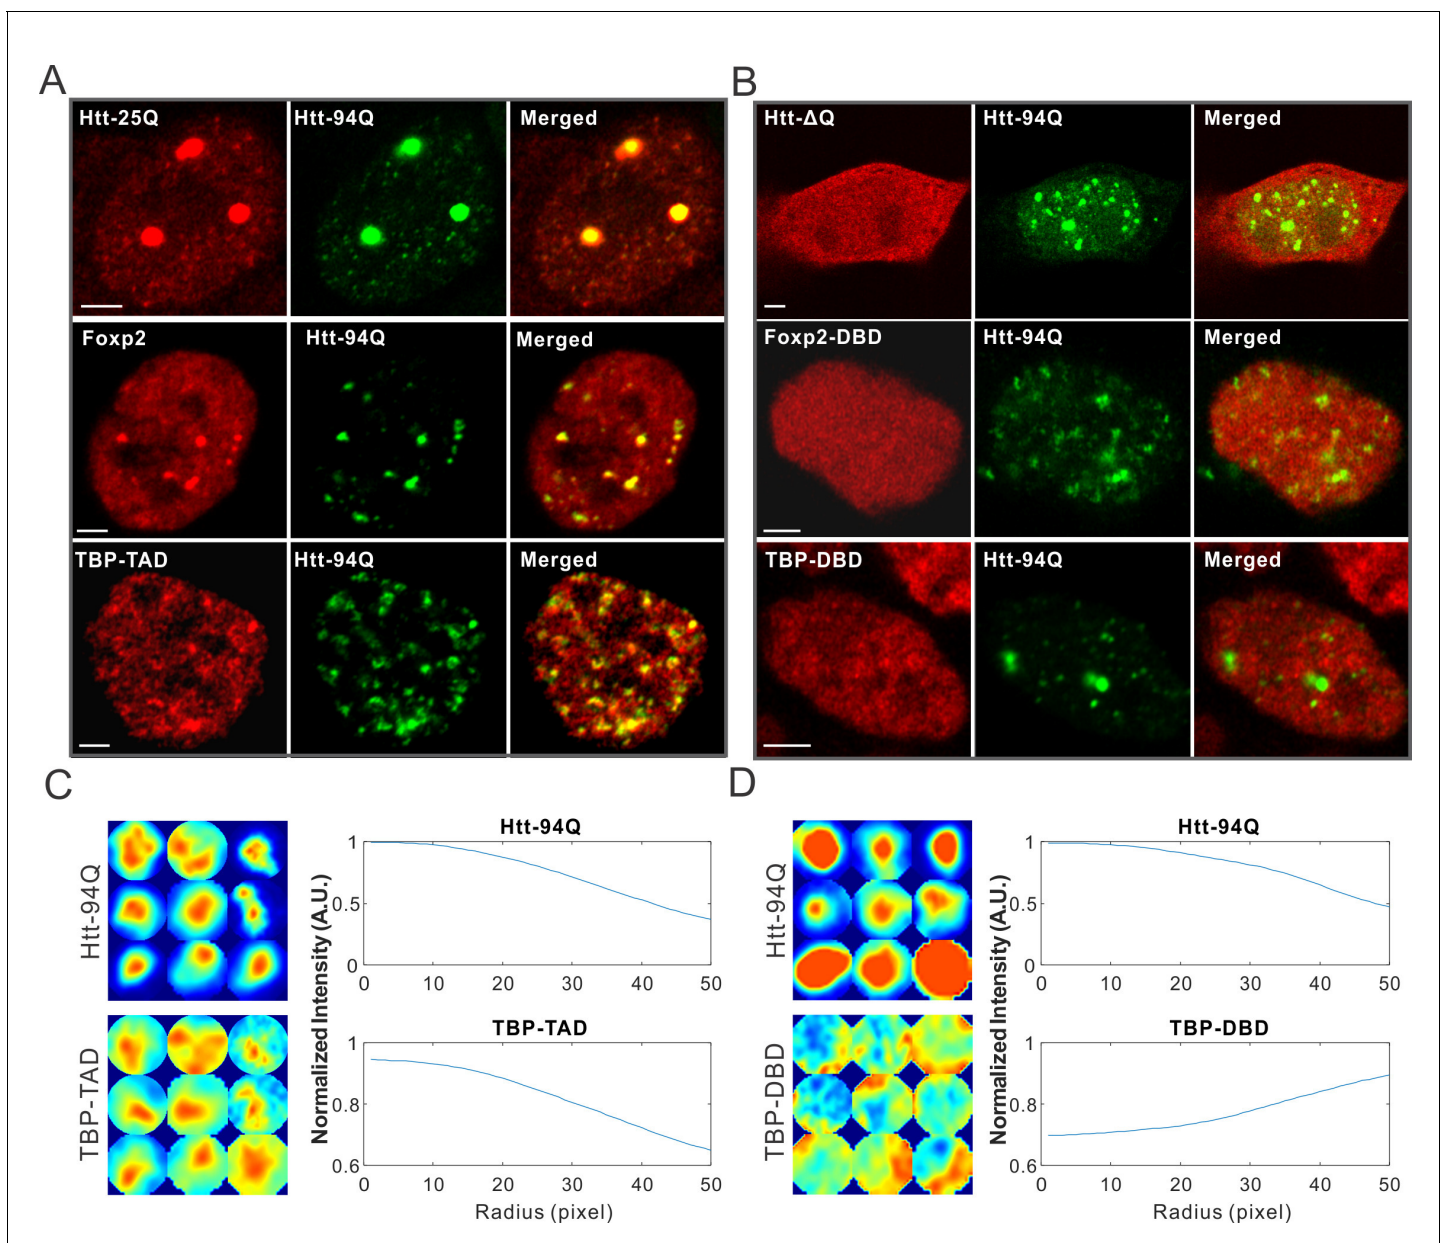 A
B
Htt-25Q
Htt-94Q
Merged
Htt-ΔQ
Htt-94Q
Merged
Foxp2
Htt-94Q
Merged
Foxp2-DBD
Htt-94Q
Merged
TBP-TAD
Htt-94Q
Merged
TBP-DBD
Htt-94Q
Merged
C
D
Htt-94Q
TBP-TAD
Normalized Intensity (A.U.)
Htt-94Q
1
0.5
0
0 10 20 30 40 50
TBP-TAD
1
0.8
0.6
0 10 20 30 40 50
Radius (pixel)
Htt-94Q
TBP-DBD
Normalized Intensity (A.U.)
Htt-94Q
1
0.5
0
0 10 20 30 40 50
TBP-DBD
1
0.8
0.6
0 10 20 30 40 50
Radius (pixel)